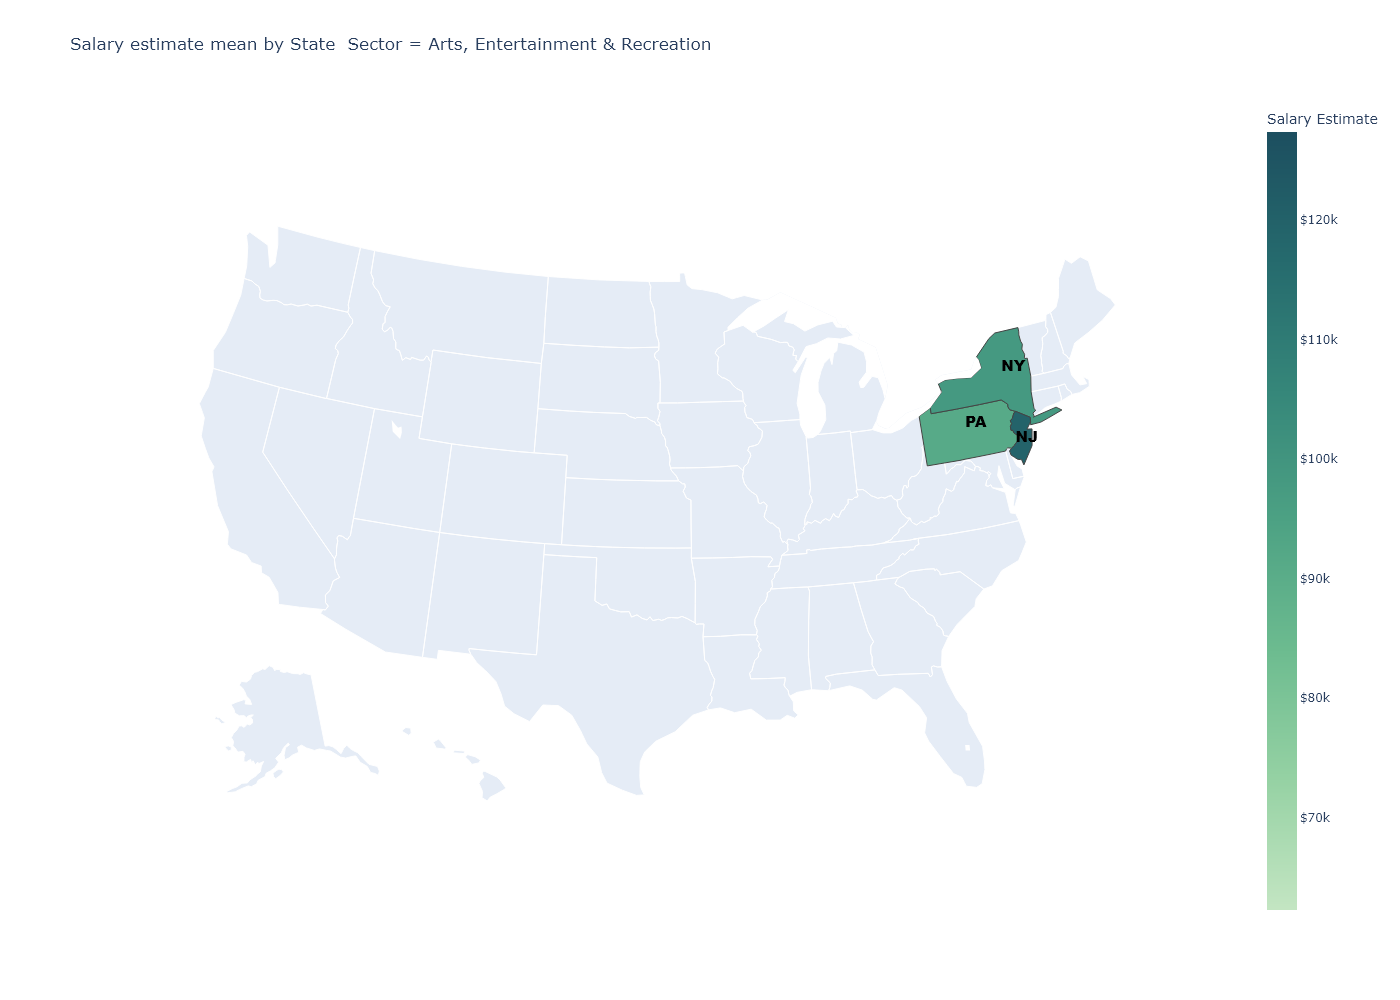 Salary estimate mean by State  Sector = Arts, Entertainment & Recreation
Salary Estimate
$120k
$110k
$100k
$90k
$80k
$70k
NY
PA
NJ